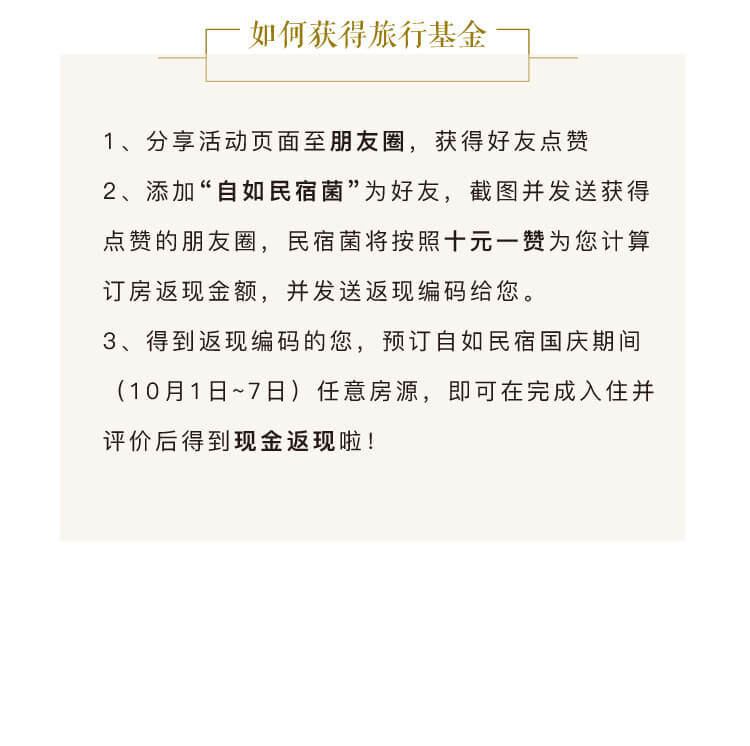 如何获得旅行基金
1、分享活动页面至朋友圈，获得好友点赞
2、添加“自如民宿菌”为好友，截图并发送获得
点赞的朋友圈，民宿菌将按照十元一赞为您计算
订房返现金额，并发送返现编码给您。
3、得到返现编码的您，预订自如民宿国庆期间
（10月1日~7日）任意房源，即可在完成入住并
评价后得到现金返现啦！